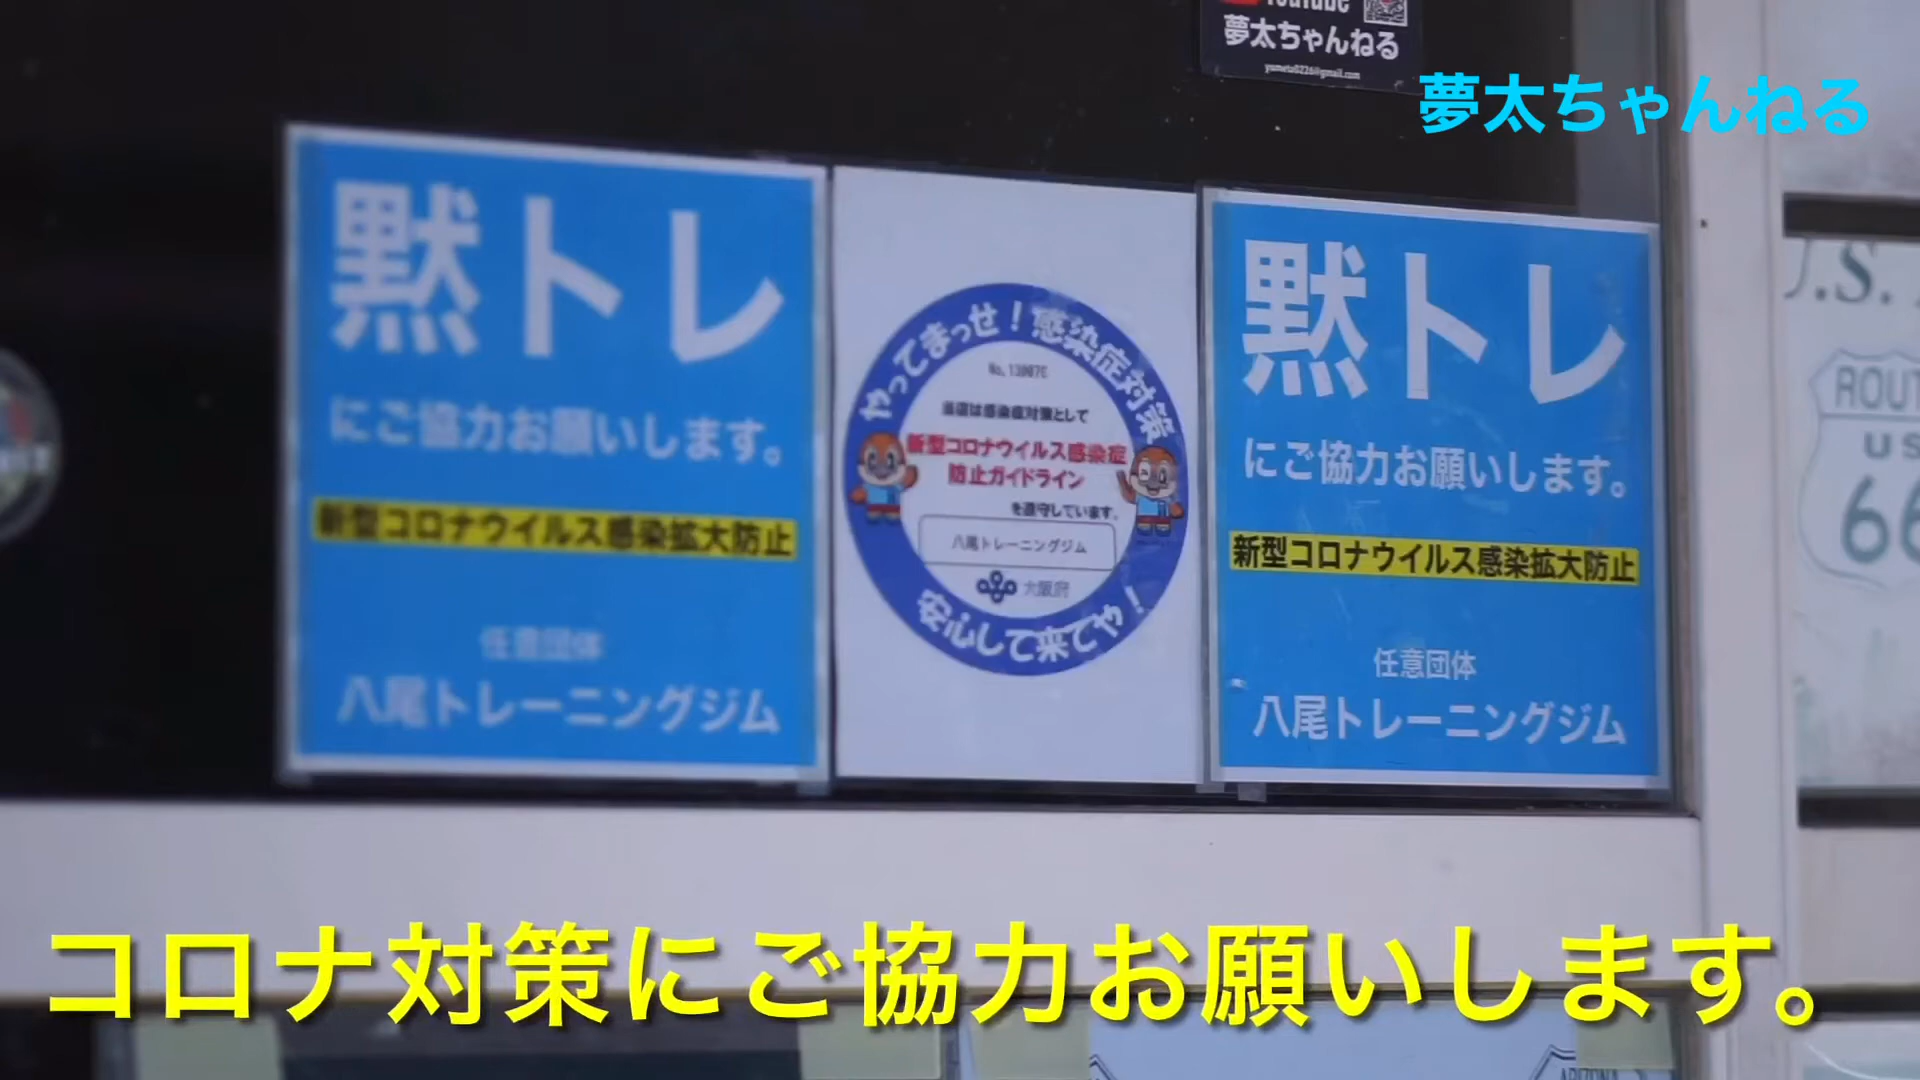 YouTube
夢太ちゃんねる
夢太ちゃんねる
黙トレ
にご協力お願いします。
新型コロナウイルス感染拡大防止
任意団体
八尾トレーニングジム
やってまっせ！感染症対策
当店は感染症対策として
新型コロナウイルス感染症
防止ガイドライン
を遵守しています。
八尾トレーニングジム
大阪府
安心して来てや！
黙トレ
にご協力お願いします。
新型コロナウイルス感染拡大防止
任意団体
八尾トレーニングジム
U.S.
ROUT
US
66
コロナ対策にご協力お願いします。
ARIZONA